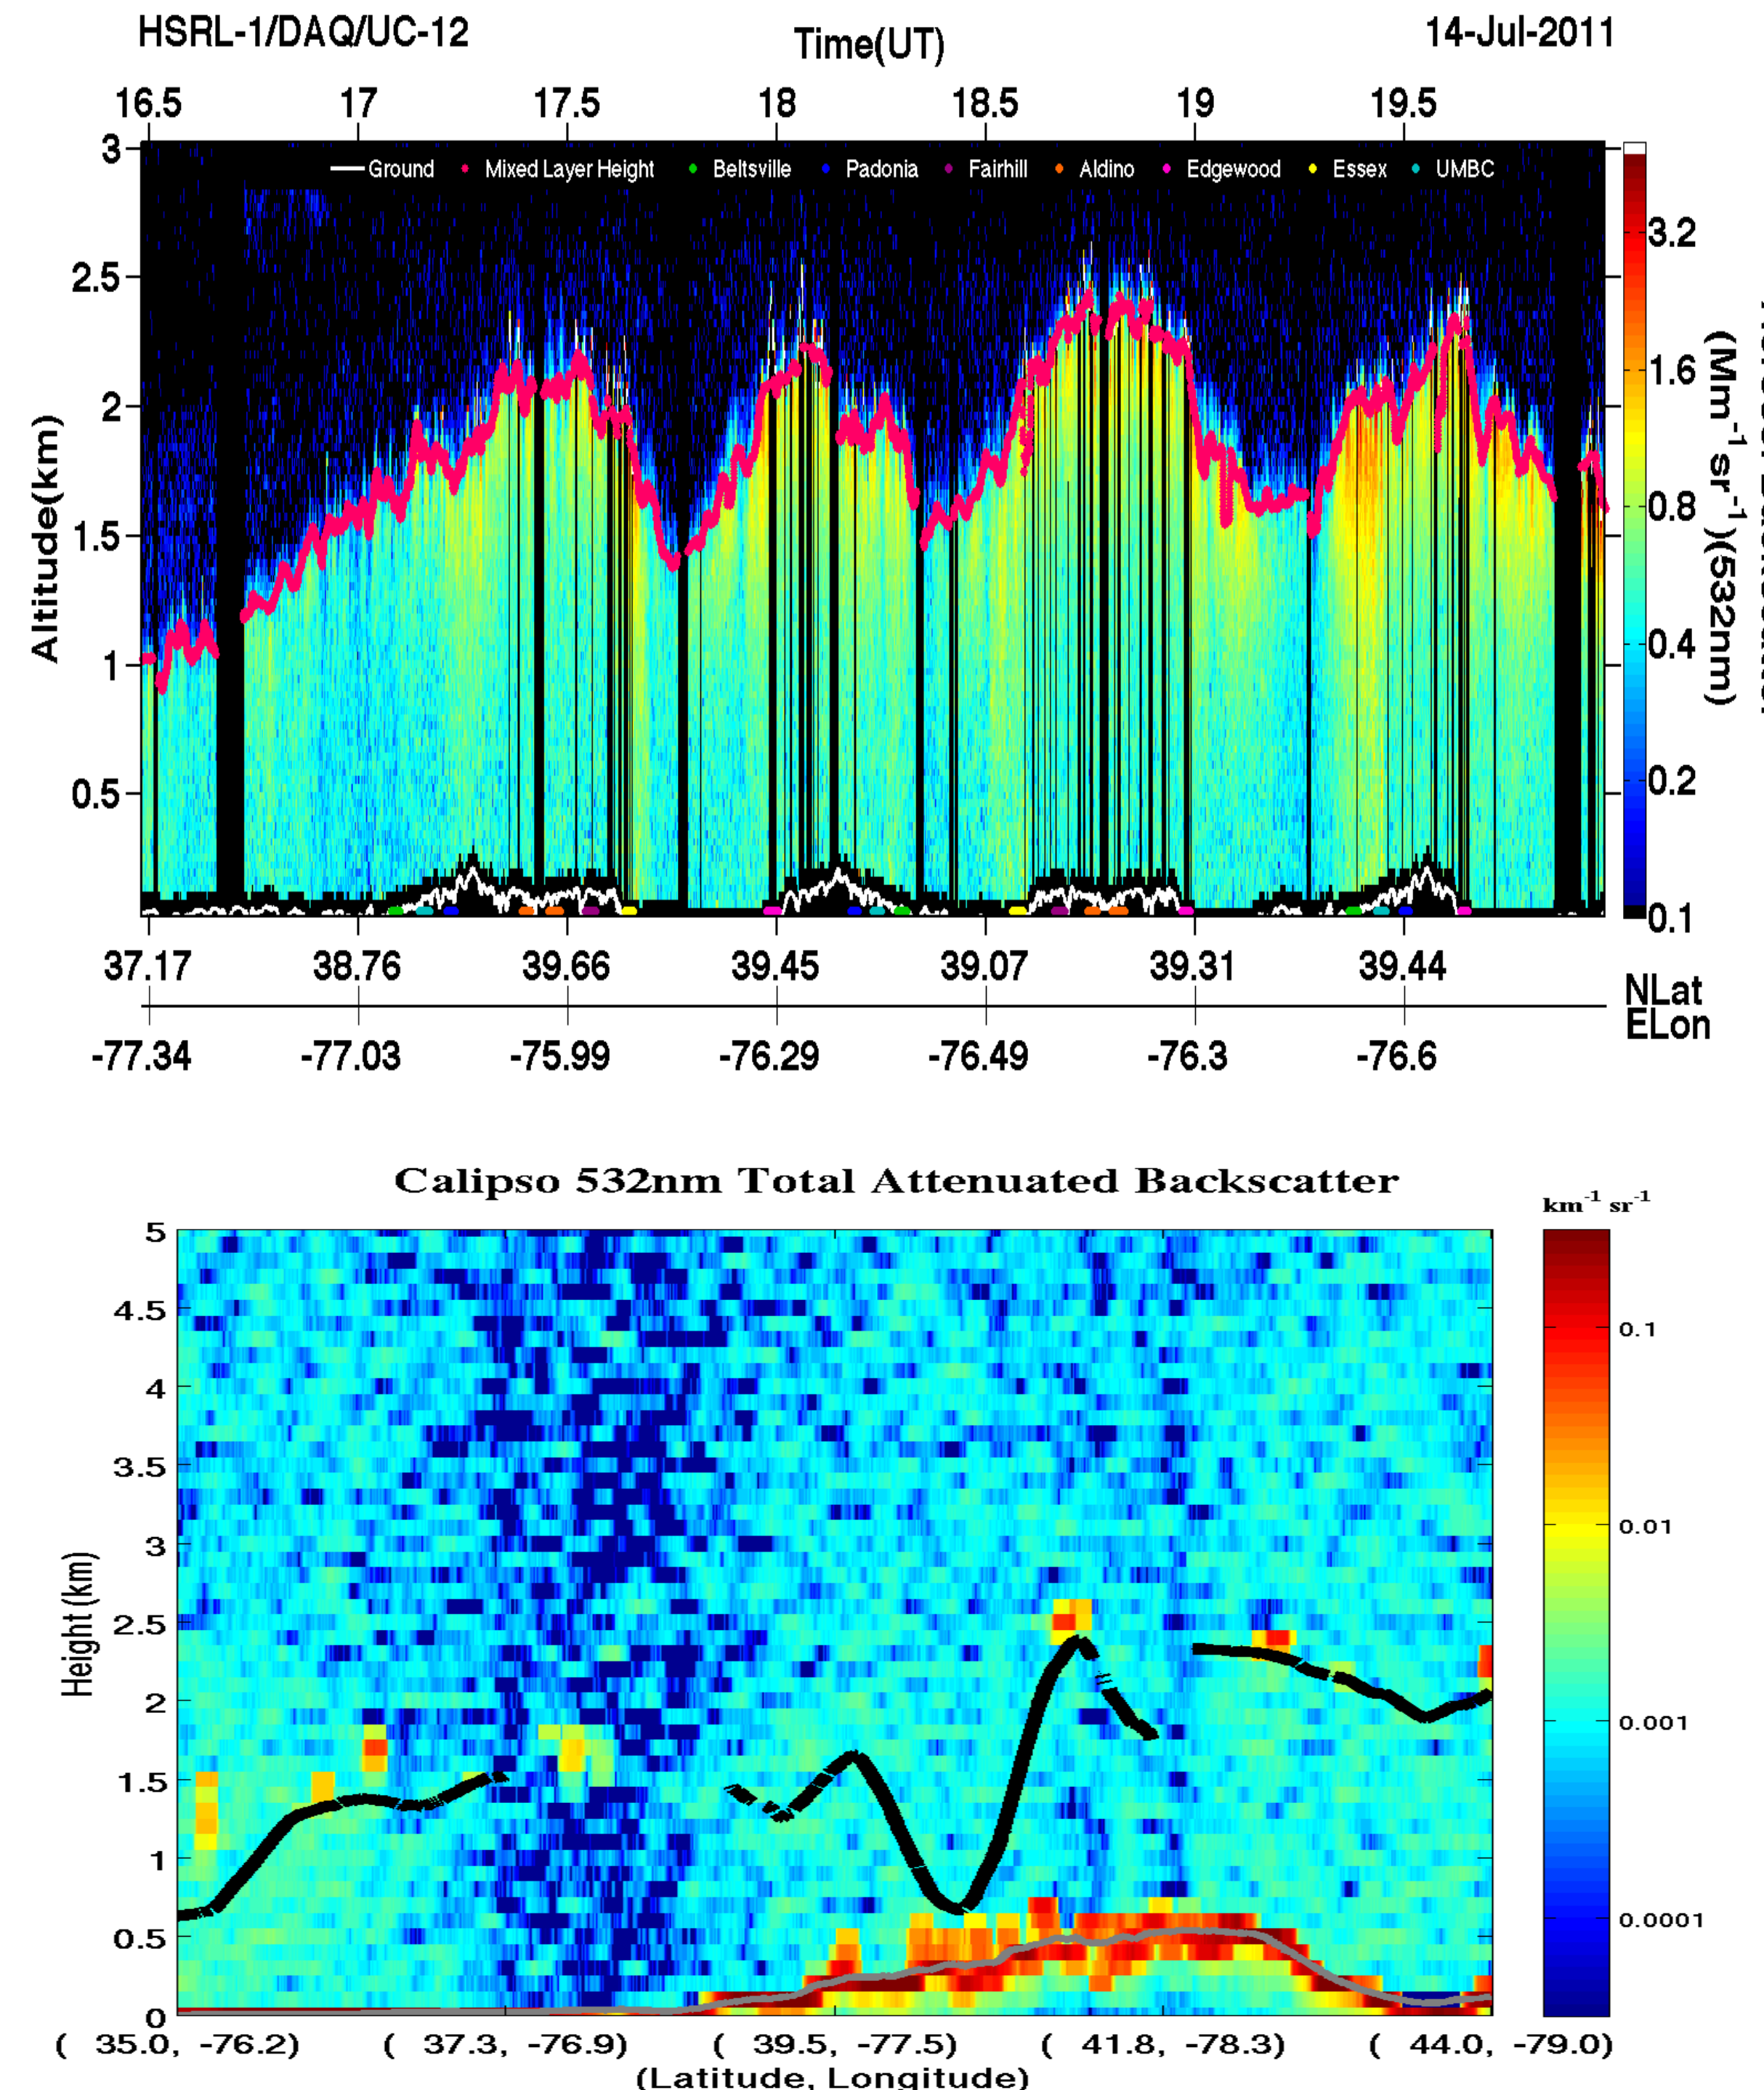 HSRL-1/DAQ/UC-12 Time(UT) 14-Jul-2011
16.5 17 17.5 18 18.5 19 19.5
Ground Mixed Layer Height Beltsville Padonia Fairhill Aldino Edgewood Essex UMBC
3
2.5
2
1.5
1
0.5
Altitude(km)
3.2
1.6
0.8
0.4
0.2
0.1
(Mm-1 sr-1)(532nm)
37.17 38.76 39.66 39.45 39.07 39.31 39.44 NLat
ELon
-77.34 -77.03 -75.99 -76.29 -76.49 -76.3 -76.6
Calipso 532nm Total Attenuated Backscatter
km-1 sr-1
5
4.5
4
3.5
3
2.5
2
1.5
1
0.5
0
Height (km)
0.1
0.01
0.001
0.0001
( 35.0, -76.2) ( 37.3, -76.9) ( 39.5, -77.5) ( 41.8, -78.3) ( 44.0, -79.0)
(Latitude, Longitude)